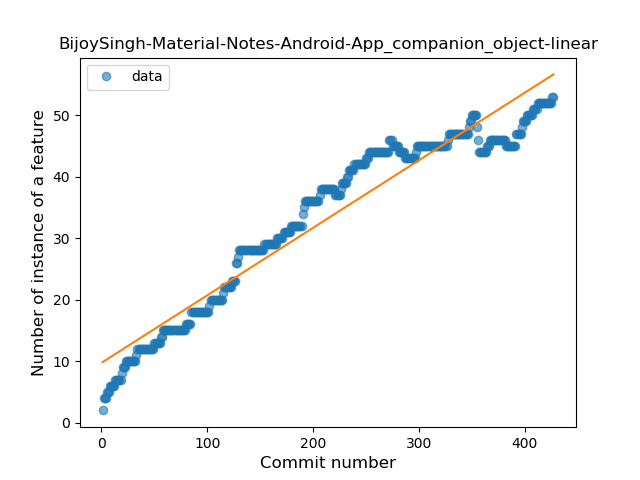 BijoySingh-Material-Notes-Android-App_companion_object-linear
data
Number of instance of a feature
50
40
30
20
10
0
0 100 200 300 400
Commit number